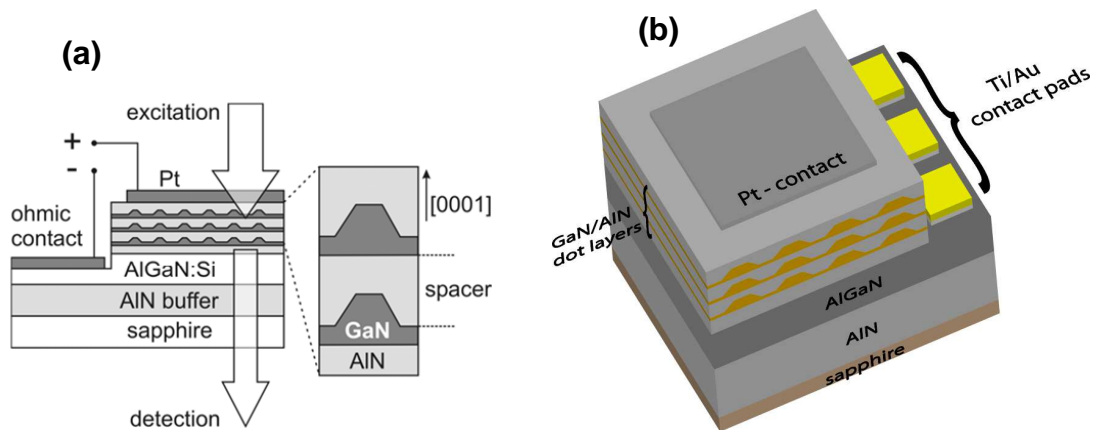 (a)
excitation
+
-
Pt
[0001]
ohmic
contact
AlGaN:Si
spacer
AlN buffer
GaN
sapphire
AlN
detection
(b)
Ti/Au
contact pads
Pt - contact
GaN/AlN
dot layers
AlGaN
AlN
sapphire